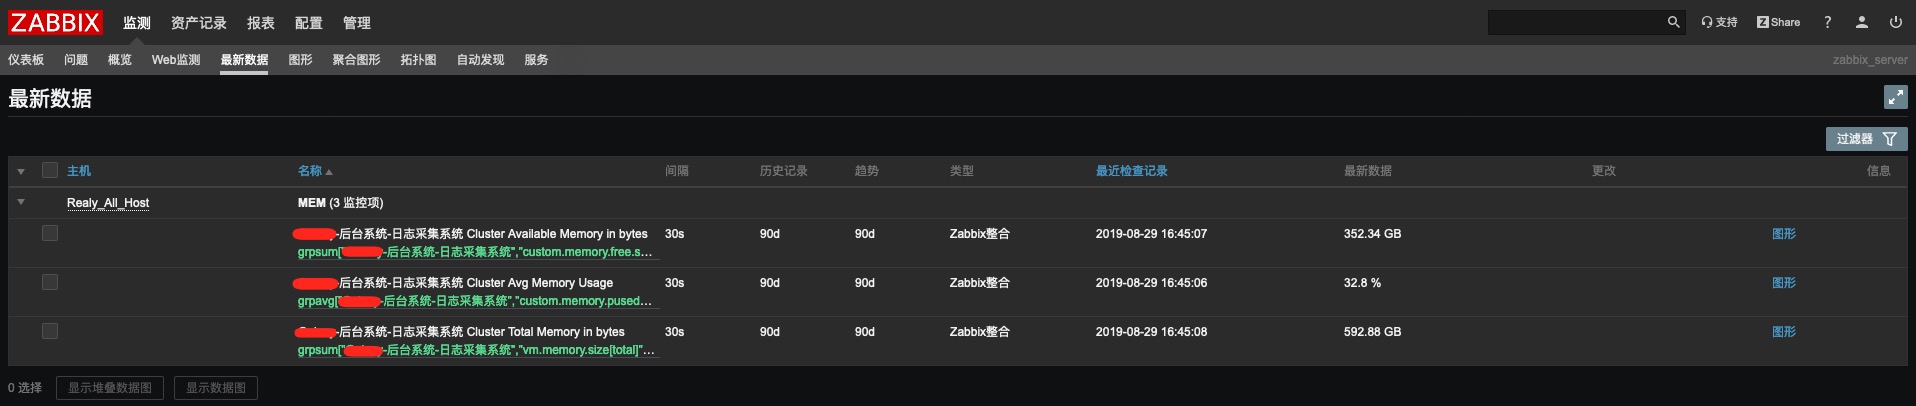 ZABBIX 监测 资产记录 报表 配置 管理 支持 Z Share ?
仪表板 问题 概览 Web监测 最新数据 图形 聚合图形 拓扑图 自动发现 服务 zabbix_server
最新数据
过滤器
主机 名称 间隔 历史记录 趋势 类型 最近检查记录 最新数据 更改 信息
Realy_All_Host MEM (3 监控项)
-后台系统-日志采集系统 Cluster Available Memory in bytes 30s 90d 90d Zabbix整合 2019-08-29 16:45:07 352.34 GB 图形
grpsum["-后台系统-日志采集系统","custom.memory.free.s...
-后台系统-日志采集系统 Cluster Avg Memory Usage 30s 90d 90d Zabbix整合 2019-08-29 16:45:06 32.8 % 图形
grpavg["-后台系统-日志采集系统","custom.memory.pused...
-后台系统-日志采集系统 Cluster Total Memory in bytes 30s 90d 90d Zabbix整合 2019-08-29 16:45:08 592.88 GB 图形
grpsum["-后台系统-日志采集系统","vm.memory.size[total]"...
0 选择 显示堆叠数据图 显示数据图